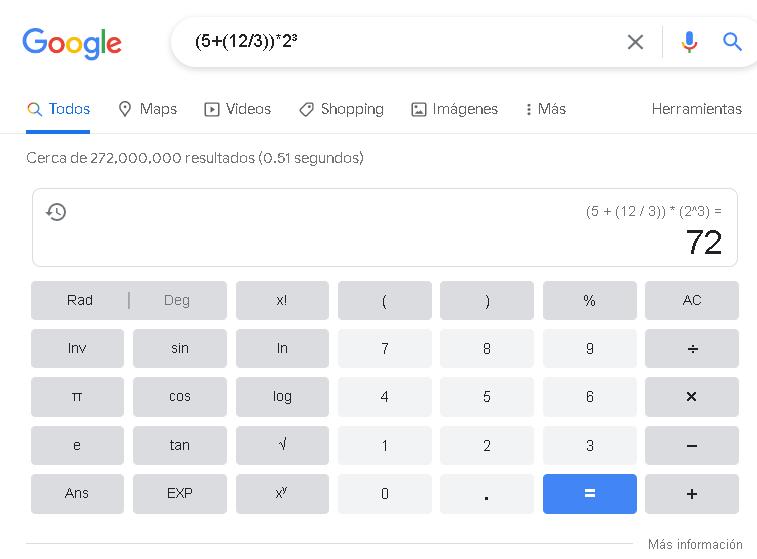 Google
(5+(12/3))*2³
Todos Maps Videos Shopping Imágenes Más Herramientas
Cerca de 272,000,000 resultados (0.51 segundos)
(5 + (12 / 3)) * (2^3) =
72
Rad | Deg x! ( ) % AC
Inv sin ln 7 8 9 ÷
π cos log 4 5 6 ×
e tan √ 1 2 3 −
Ans EXP xʸ 0 . = +
Más información